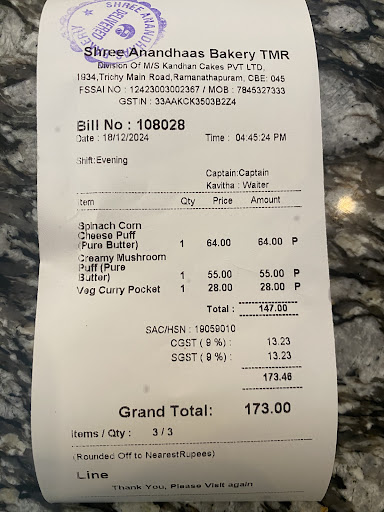 SHREE ANANDHAAS
DELIVERED
Shree Anandhaas Bakery TMR
Division Of M/S Kandhan Cakes PVT LTD
1934,Trichy Main Road,Ramanathapuram, CBE: 045
FSSAI NO : 12423003002367 / MOB : 7845327333
GSTIN : 33AAKCK3503B2Z4
Bill No : 108028
Date : 18/12/2024 Time : 04:45:24 PM
Shift:Evening
Captain:Captain
Kavitha : Waiter
Item Qty Price Amount
Spinach Corn
Cheese Puff
(Pure Butter) 1 64.00 64.00 P
Creamy Mushroom
Puff (Pure
Butter) 1 55.00 55.00 P
Veg Curry Pocket 1 28.00 28.00 P
Total : 147.00
SAC/HSN : 19059010
CGST ( 9 %) : 13.23
SGST ( 9 %) : 13.23
173.46
Grand Total: 173.00
Items / Qty : 3 / 3
(Rounded Off to NearestRupees)
Line
Thank You, Please Visit again